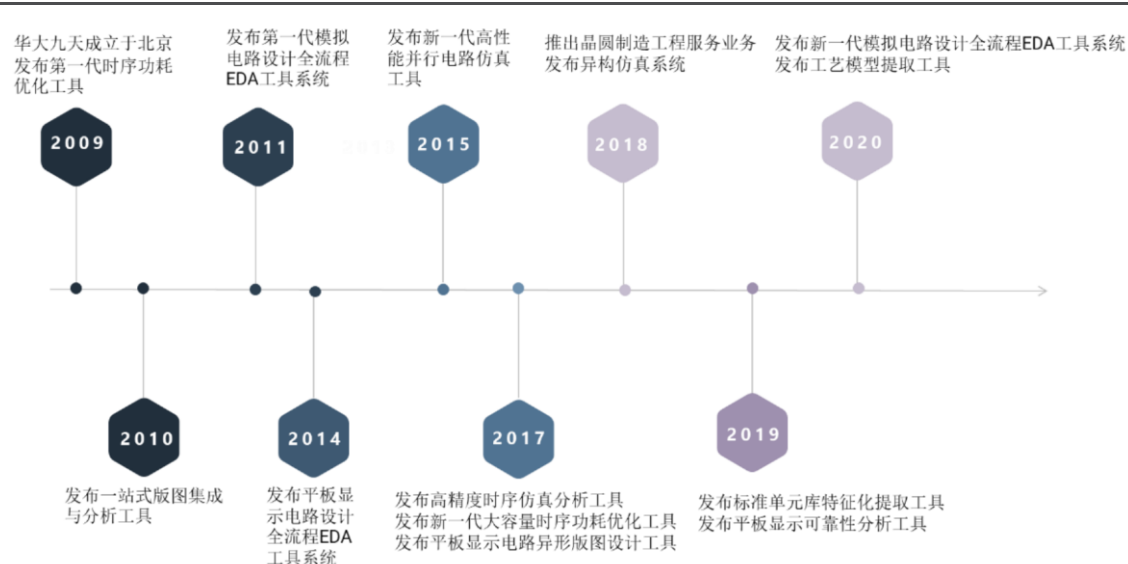 华大九天成立于北京
发布第一代时序功耗
优化工具
2009
发布第一代模拟
电路设计全流程
EDA工具系统
2011
发布新一代高性
能并行电路仿真
工具
2015
推出晶圆制造工程服务业务
发布异构仿真系统
2018
发布新一代模拟电路设计全流程EDA工具系统
发布工艺模型提取工具
2020
2010
发布一站式版图集成
与分析工具
2014
发布平板显
示电路设计
全流程EDA
工具系统
2017
发布高精度时序仿真分析工具
发布新一代大容量时序功耗优化工具
发布平板显示电路异形版图设计工具
2019
发布标准单元库特征化提取工具
发布平板显示可靠性分析工具